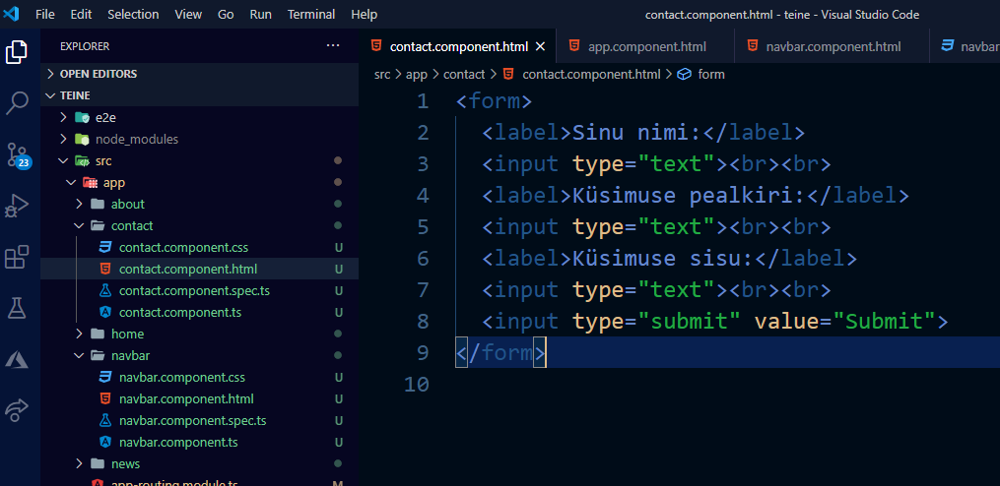 File Edit Selection View Go Run Terminal Help contact.component.html - teine - Visual Studio Code
EXPLORER ···
OPEN EDITORS
TEINE
e2e
node_modules
src
app
about
contact
contact.component.css U
contact.component.html U
contact.component.spec.ts U
contact.component.ts U
home
navbar
navbar.component.css U
navbar.component.html U
navbar.component.spec.ts U
navbar.component.ts U
news
app-routing.module.ts M
23
contact.component.html × app.component.html navbar.component.html navbar
src > app > contact > contact.component.html > form
1 <form>
2 <label>Sinu nimi:</label>
3 <input type="text"><br><br>
4 <label>Küsimuse pealkiri:</label>
5 <input type="text"><br><br>
6 <label>Küsimuse sisu:</label>
7 <input type="text"><br><br>
8 <input type="submit" value="Submit">
9 </form>
10